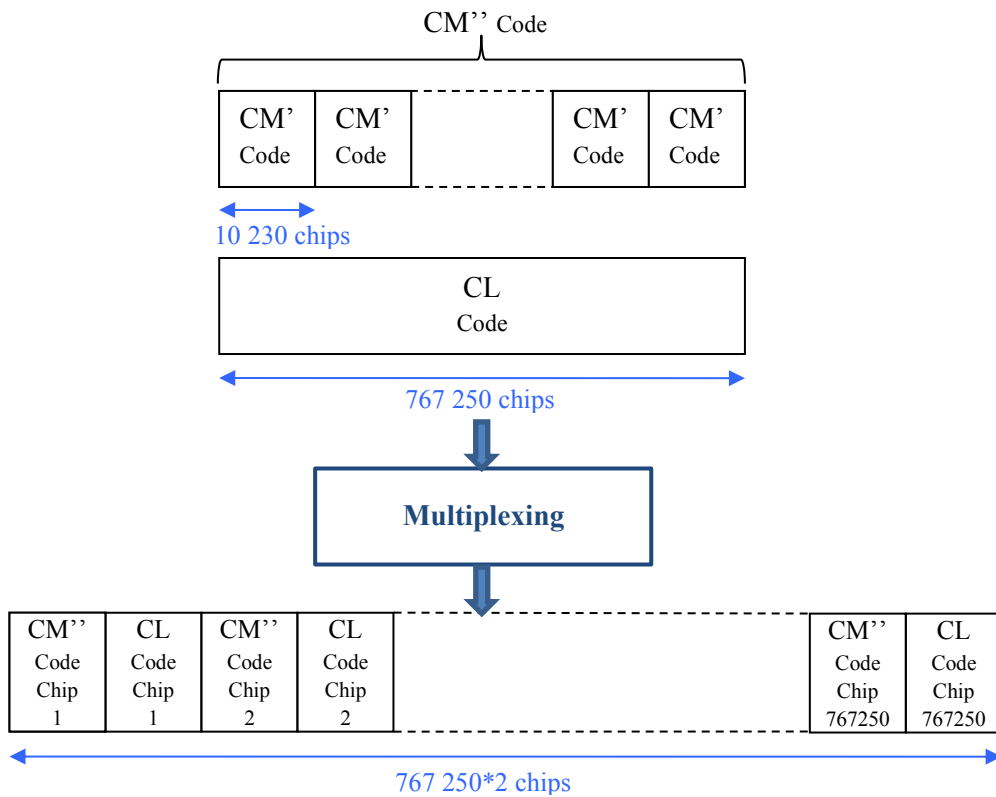 CM’’ Code
CM’ CM’ CM’ CM’
Code Code Code Code
10 230 chips
CL
Code
767 250 chips
Multiplexing
CM’’ CL CM’’ CL CM’’ CL
Code Code Code Code Code Code
Chip Chip Chip Chip Chip Chip
1 1 2 2 767250 767250
767 250*2 chips